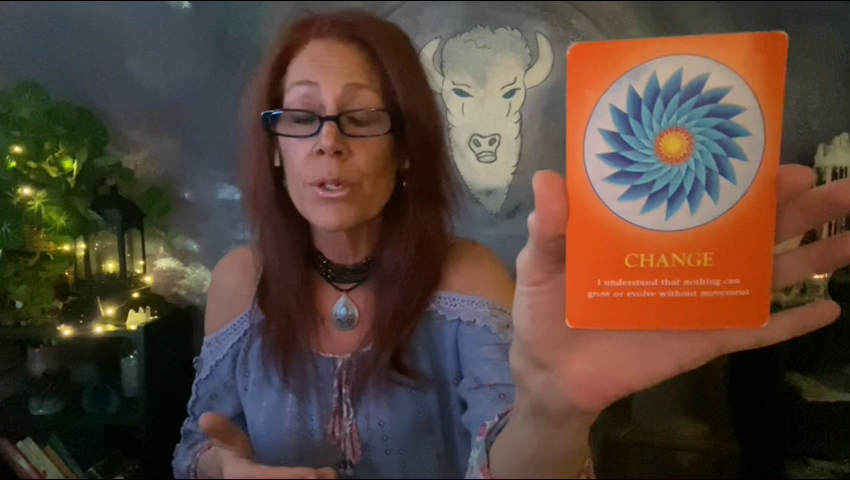 CHANGE
I understand that nothing can
grow or evolve without movement